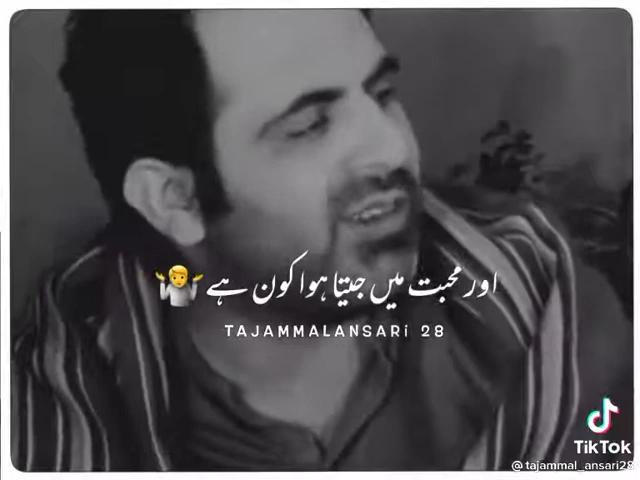 اور محبت میں جیتا ہوا کون ہے 🤷
TAJAMMALANSARi 28
TikTok
@tajammal_ansari28